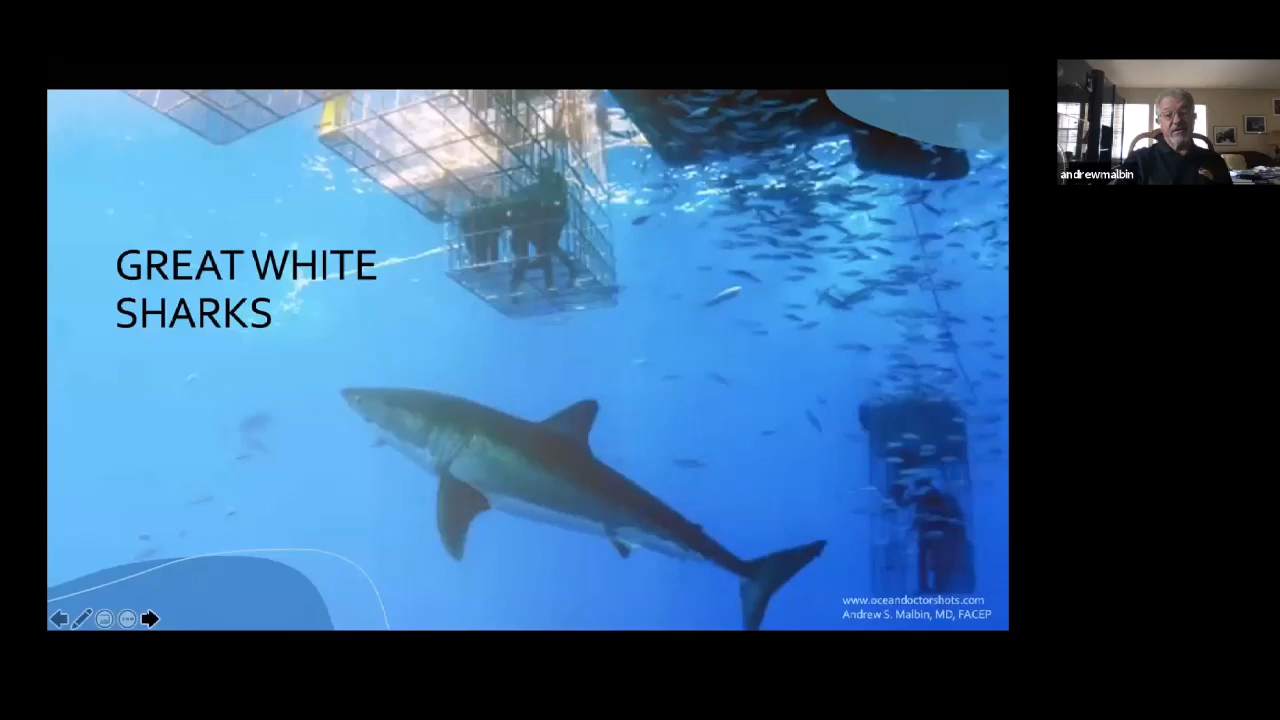 GREAT WHITE
SHARKS
andrewmalbin
www.oceandoctorshots.com
Andrew S. Malbin, MD, FACEP